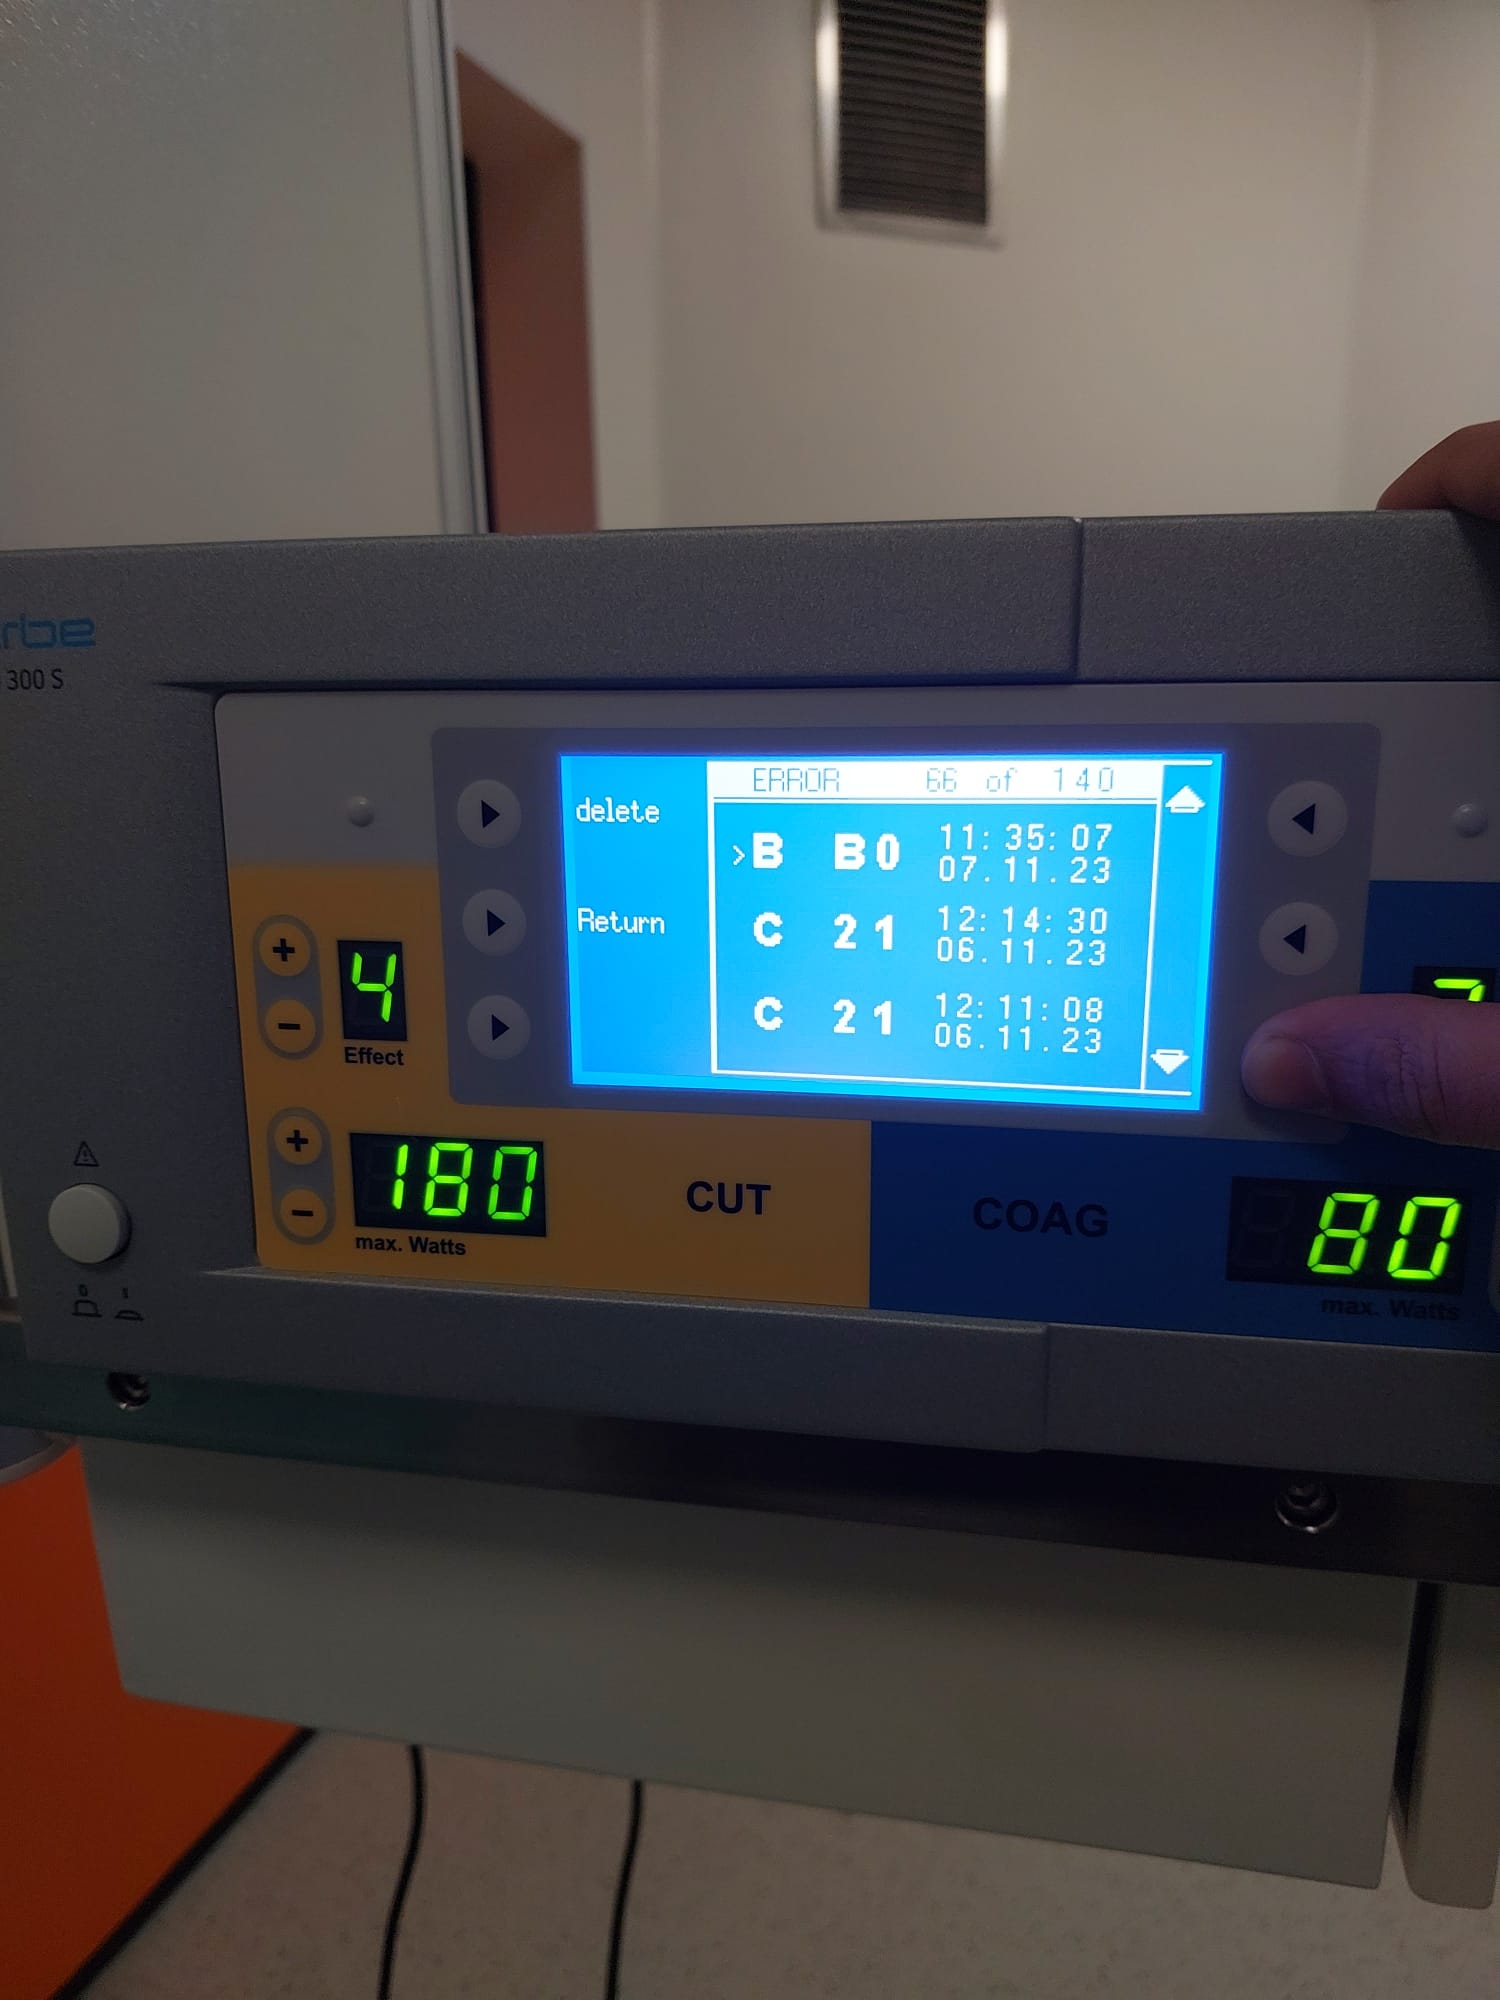 rbe
300 S
ERROR 66 of 140
delete
>B B0 11:35:07
07.11.23
Return
C 21 12:14:30
06.11.23
C 21 12:11:08
06.11.23
+
4
-
Effect
7
+
180
-
max. Watts
CUT
COAG
80
max. Watts